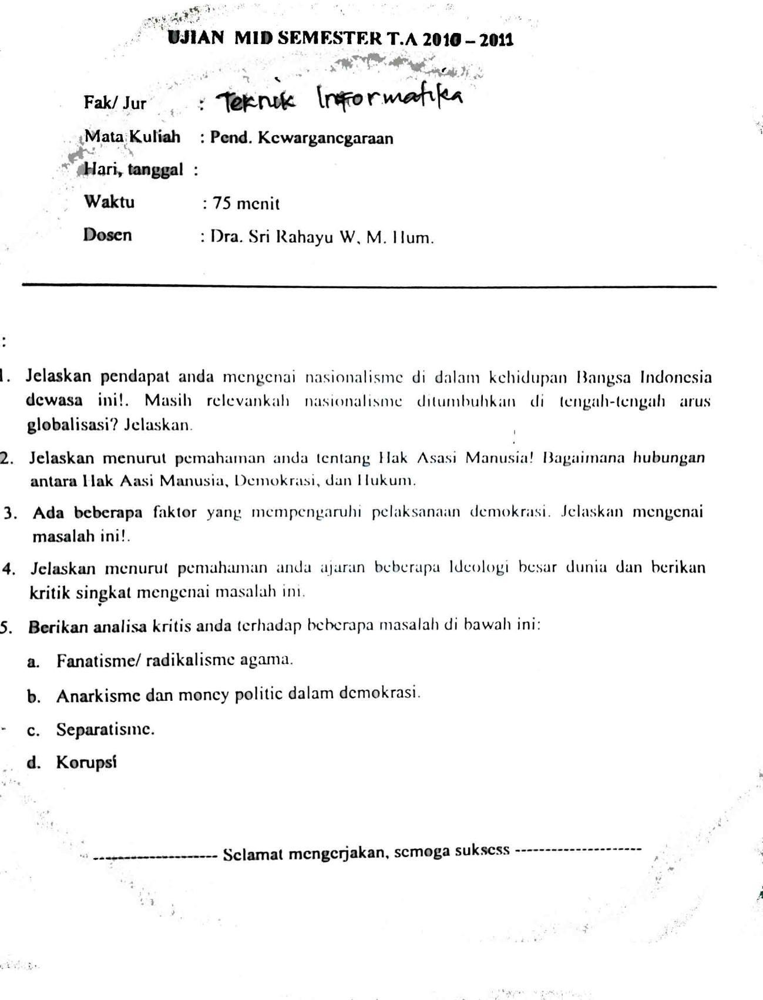 UJIAN MID SEMESTER T.A 2010 – 2011
Fak/ Jur : Teknik Informatika
Mata Kuliah : Pend. Kewarganegaraan
Hari, tanggal :
Waktu : 75 menit
Dosen : Dra. Sri Rahayu W, M. Hum.
:
1. Jelaskan pendapat anda mengenai nasionalisme di dalam kehidupan Bangsa Indonesia
dewasa ini!. Masih relevankah nasionalisme ditumbuhkan di tengah-tengah arus
globalisasi? Jelaskan.
2. Jelaskan menurut pemahaman anda tentang Hak Asasi Manusia! Bagaimana hubungan
antara Hak Aasi Manusia, Demokrasi, dan Hukum.
3. Ada beberapa faktor yang mempengaruhi pelaksanaan demokrasi. Jelaskan mengenai
masalah ini!.
4. Jelaskan menurut pemahaman anda ajaran beberapa Ideologi besar dunia dan berikan
kritik singkat mengenai masalah ini.
5. Berikan analisa kritis anda terhadap beberapa masalah di bawah ini:
a. Fanatisme/ radikalisme agama.
b. Anarkisme dan money politic dalam demokrasi.
c. Separatisme.
d. Korupsi
--------------------- Selamat mengerjakan, semoga suksess ---------------------